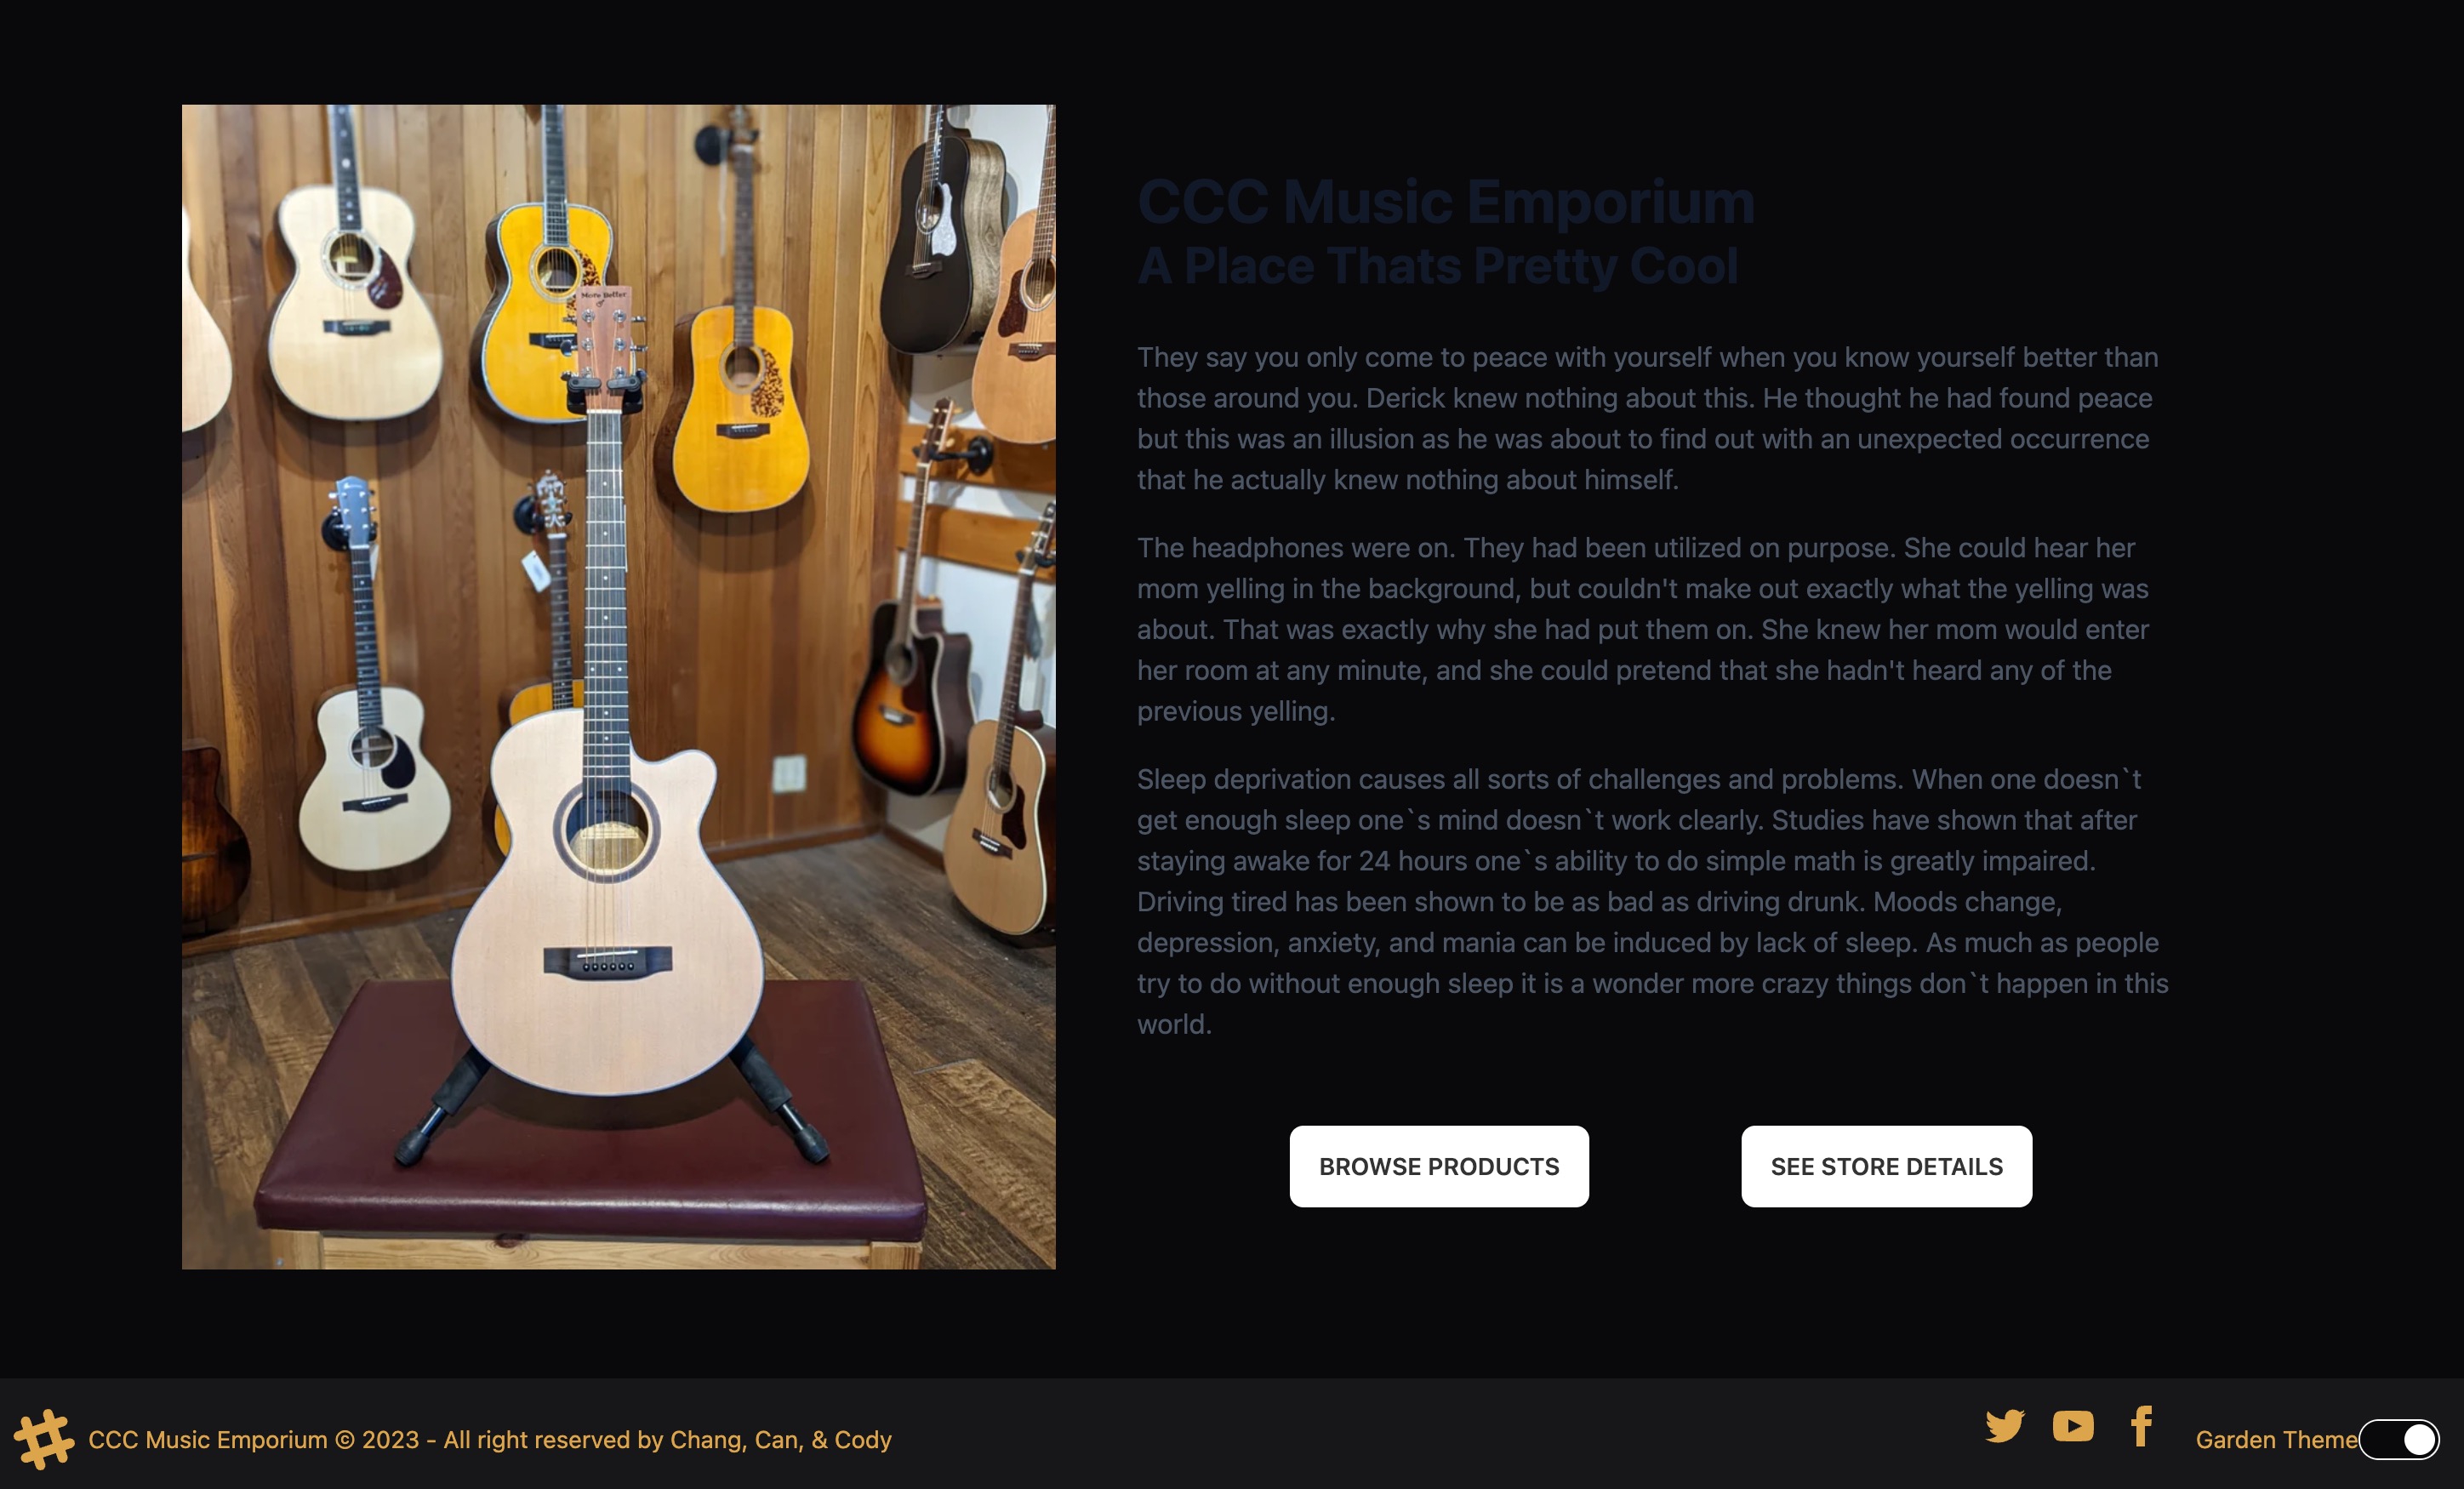 CCC Music Emporium
A Place Thats Pretty Cool
They say you only come to peace with yourself when you know yourself better than
those around you. Derick knew nothing about this. He thought he had found peace
but this was an illusion as he was about to find out with an unexpected occurrence
that he actually knew nothing about himself.
The headphones were on. They had been utilized on purpose. She could hear her
mom yelling in the background, but couldn't make out exactly what the yelling was
about. That was exactly why she had put them on. She knew her mom would enter
her room at any minute, and she could pretend that she hadn't heard any of the
previous yelling.
Sleep deprivation causes all sorts of challenges and problems. When one doesn`t
get enough sleep one`s mind doesn`t work clearly. Studies have shown that after
staying awake for 24 hours one`s ability to do simple math is greatly impaired.
Driving tired has been shown to be as bad as driving drunk. Moods change,
depression, anxiety, and mania can be induced by lack of sleep. As much as people
try to do without enough sleep it is a wonder more crazy things don`t happen in this
world.
BROWSE PRODUCTS SEE STORE DETAILS
CCC Music Emporium © 2023 - All right reserved by Chang, Can, & Cody
Garden Theme